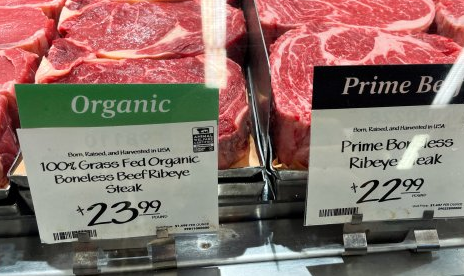 Organic
Born, Raised, and Harvested in USA
100% Grass Fed Organic
Boneless Beef Ribeye
Steak
$23.99
POUND
Prime
Born, Raised, and Harvested in USA
Prime Boneless
Ribeye Steak
$22.99
POUND